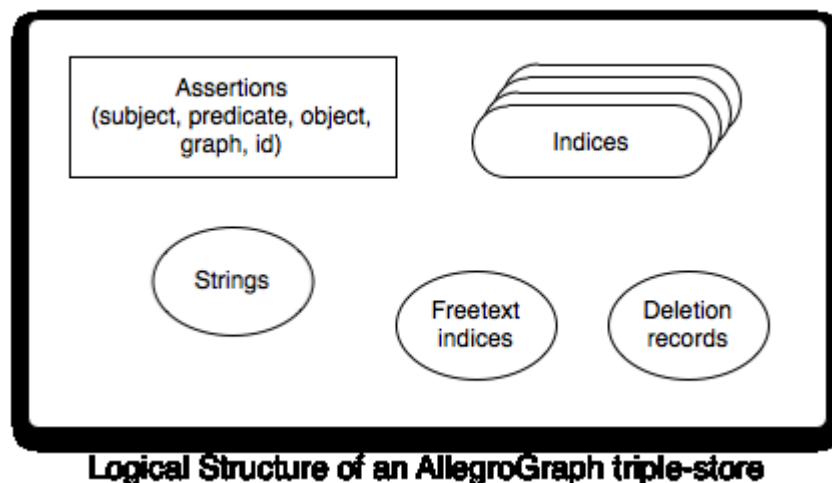 Assertions
(subject, predicate, object,
graph, id)
Indices
Strings
Freetext
indices
Deletion
records
Logical Structure of an AllegroGraph triple-store